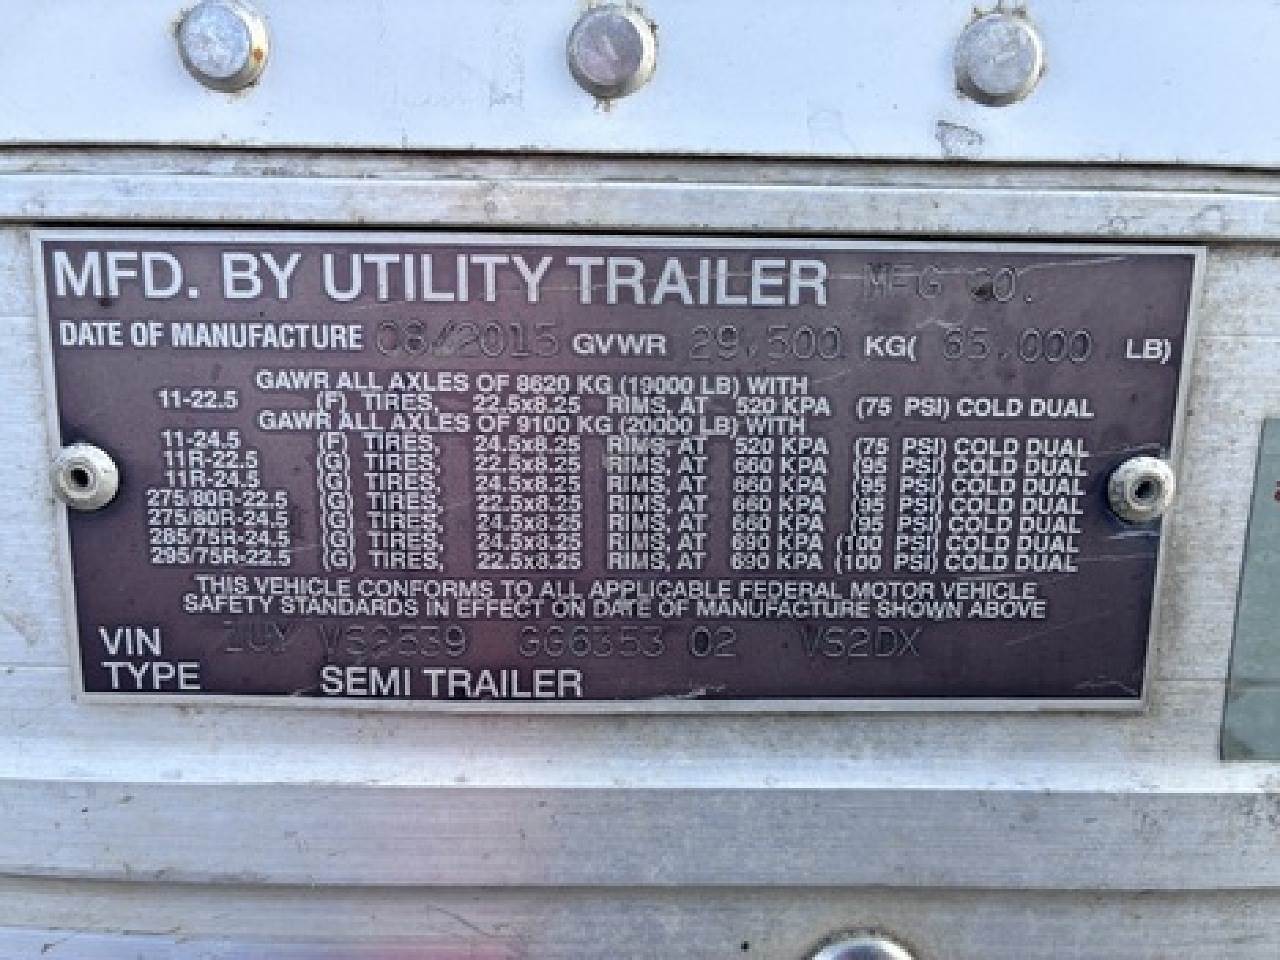 MFD. BY UTILITY TRAILER MFG CO.
DATE OF MANUFACTURE 08/2015 GVWR 29,500 KG( 65,000 LB)
GAWR ALL AXLES OF 8620 KG (19000 LB) WITH
11-22.5 (F) TIRES, 22.5x8.25 RIMS, AT 520 KPA (75 PSI) COLD DUAL
GAWR ALL AXLES OF 9100 KG (20000 LB) WITH
11-24.5 (F) TIRES, 24.5x8.25 RIMS, AT 520 KPA (75 PSI) COLD DUAL
11R-22.5 (G) TIRES, 22.5x8.25 RIMS, AT 660 KPA (95 PSI) COLD DUAL
11R-24.5 (G) TIRES, 24.5x8.25 RIMS, AT 660 KPA (95 PSI) COLD DUAL
275/80R-22.5 (G) TIRES, 22.5x8.25 RIMS, AT 660 KPA (95 PSI) COLD DUAL
275/80R-24.5 (G) TIRES, 24.5x8.25 RIMS, AT 660 KPA (95 PSI) COLD DUAL
285/75R-24.5 (G) TIRES, 24.5x8.25 RIMS, AT 690 KPA (100 PSI) COLD DUAL
295/75R-22.5 (G) TIRES, 22.5x8.25 RIMS, AT 690 KPA (100 PSI) COLD DUAL
THIS VEHICLE CONFORMS TO ALL APPLICABLE FEDERAL MOTOR VEHICLE
SAFETY STANDARDS IN EFFECT ON DATE OF MANUFACTURE SHOWN ABOVE
VIN 1UY VS2539 GG6353 02 VS2DX
TYPE SEMI TRAILER